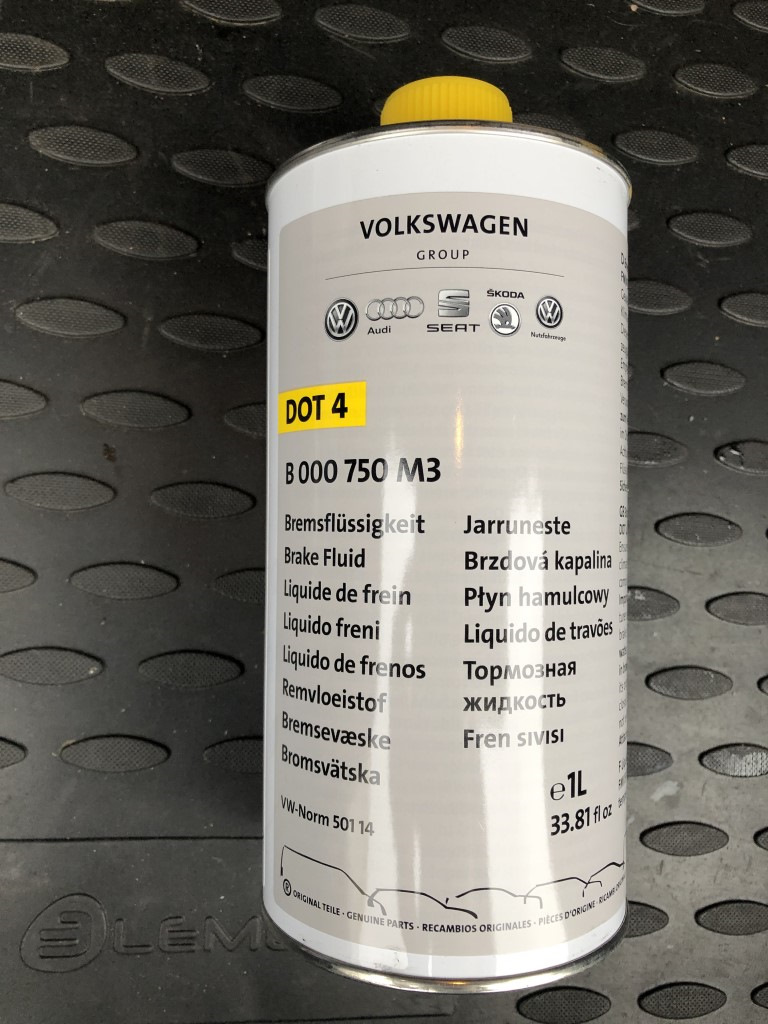 VOLKSWAGEN
GROUP
Audi
SEAT
ŠKODA
Nutzfahrzeuge
DOT 4
B 000 750 M3
Bremsflüssigkeit
Brake Fluid
Liquide de frein
Liquido freni
Liquido de frenos
Remvloeistof
Bremsevæske
Bromsvätska
Jarruneste
Brzdová kapalina
Płyn hamulcowy
Liquido de travões
Тормозная
жидкость
Fren sıvısı
VW-Norm 501 14
e 1L
33.81 fl oz
® ORIGINAL TEILE · GENUINE PARTS · RECAMBIOS ORIGINALES · PIÈCES D'ORIGINE · RICAMBI